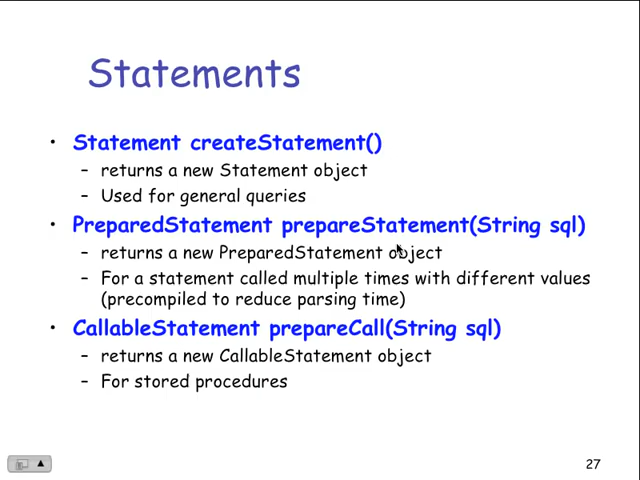 Statements
• Statement createStatement()
– returns a new Statement object
– Used for general queries
• PreparedStatement prepareStatement(String sql)
– returns a new PreparedStatement object
– For a statement called multiple times with different values
(precompiled to reduce parsing time)
• CallableStatement prepareCall(String sql)
– returns a new CallableStatement object
– For stored procedures
27